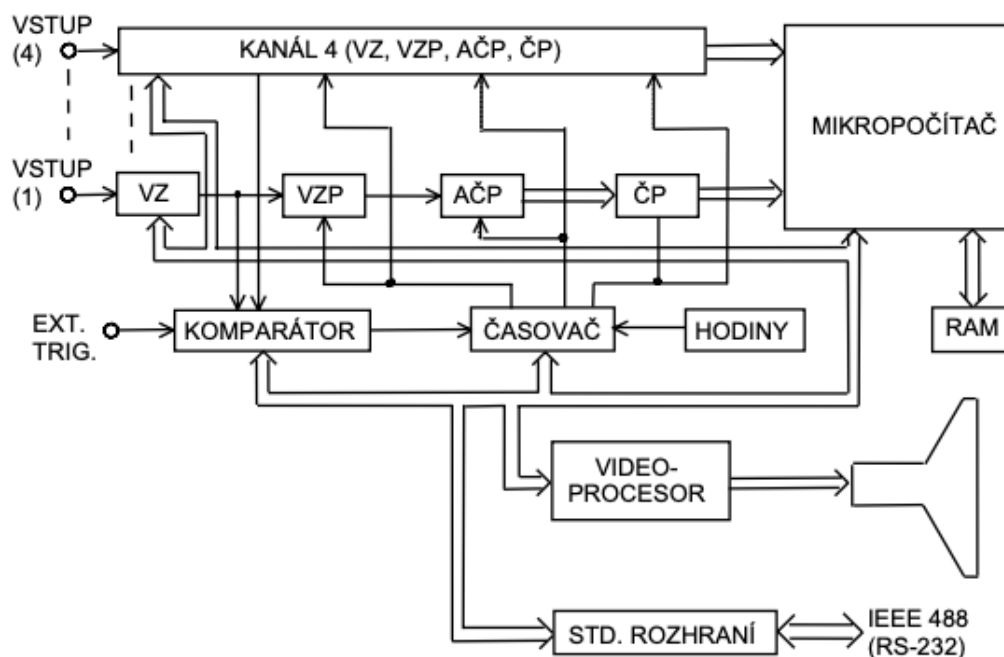 VSTUP
(4)
KANÁL 4 (VZ, VZP, AČP, ČP)
MIKROPOČÍTAČ
VSTUP
(1)
VZ
VZP
AČP
ČP
EXT.
TRIG.
KOMPARÁTOR
ČASOVAČ
HODINY
RAM
VIDEO-
PROCESOR
STD. ROZHRANÍ
IEEE 488
(RS-232)